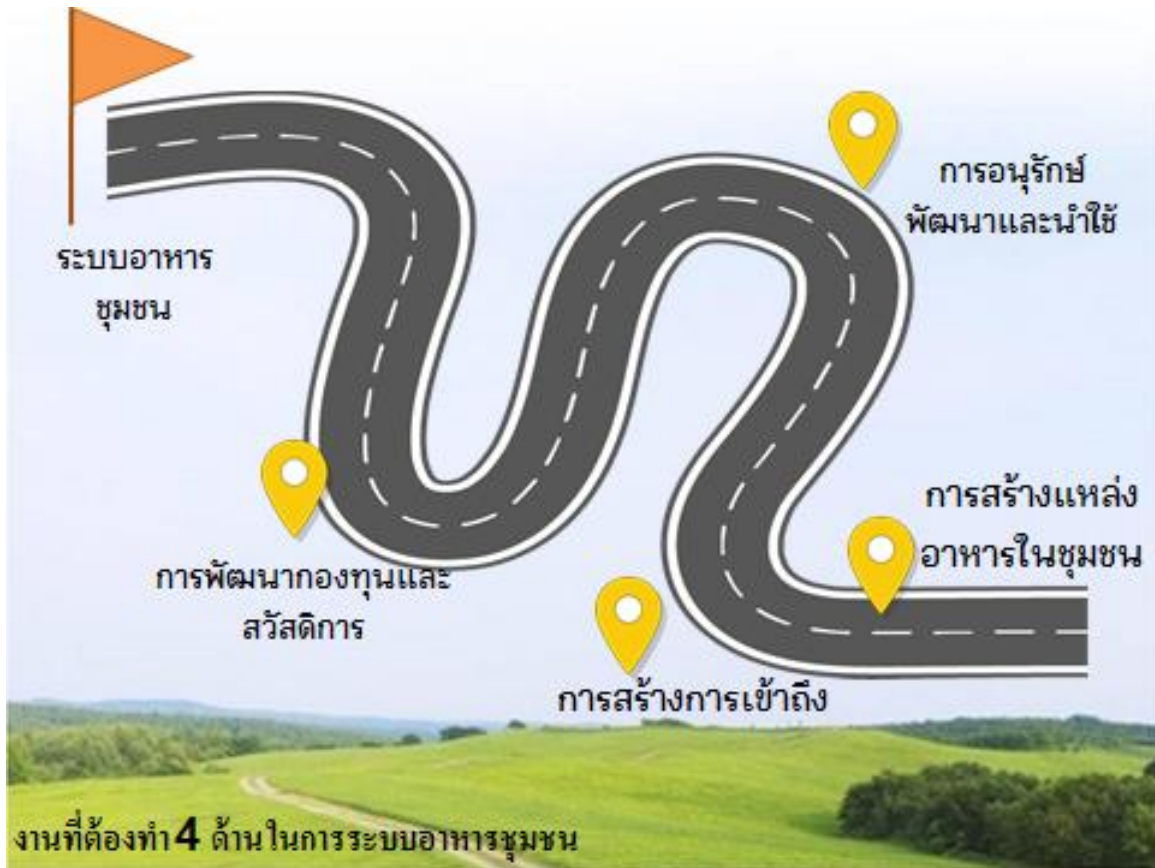 ระบบอาหาร
ชุมชน
การอนุรักษ์
พัฒนาและนำใช้
การพัฒนากองทุนและ
สวัสดิการ
การสร้างแหล่ง
อาหารในชุมชน
การสร้างการเข้าถึง
งานที่ต้องทำ 4 ด้านในการระบบอาหารชุมชน